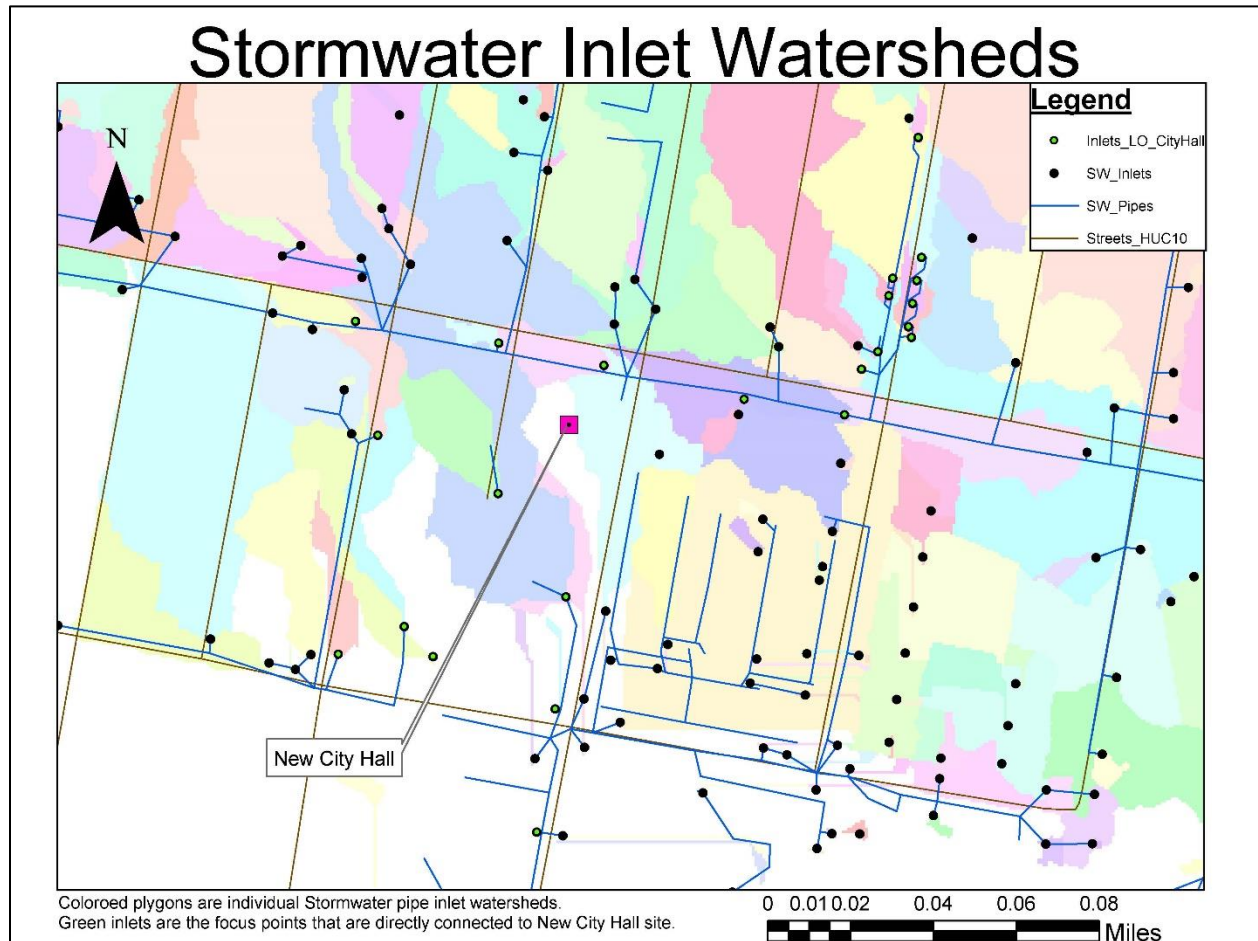 Stormwater Inlet Watersheds
N
Legend
Inlets_LO_CityHall
SW_Inlets
SW_Pipes
Streets_HUC10
New City Hall
Coloroed plygons are individual Stormwater pipe inlet watersheds.
Green inlets are the focus points that are directly connected to New City Hall site.
0 0.01 0.02 0.04 0.06 0.08
Miles